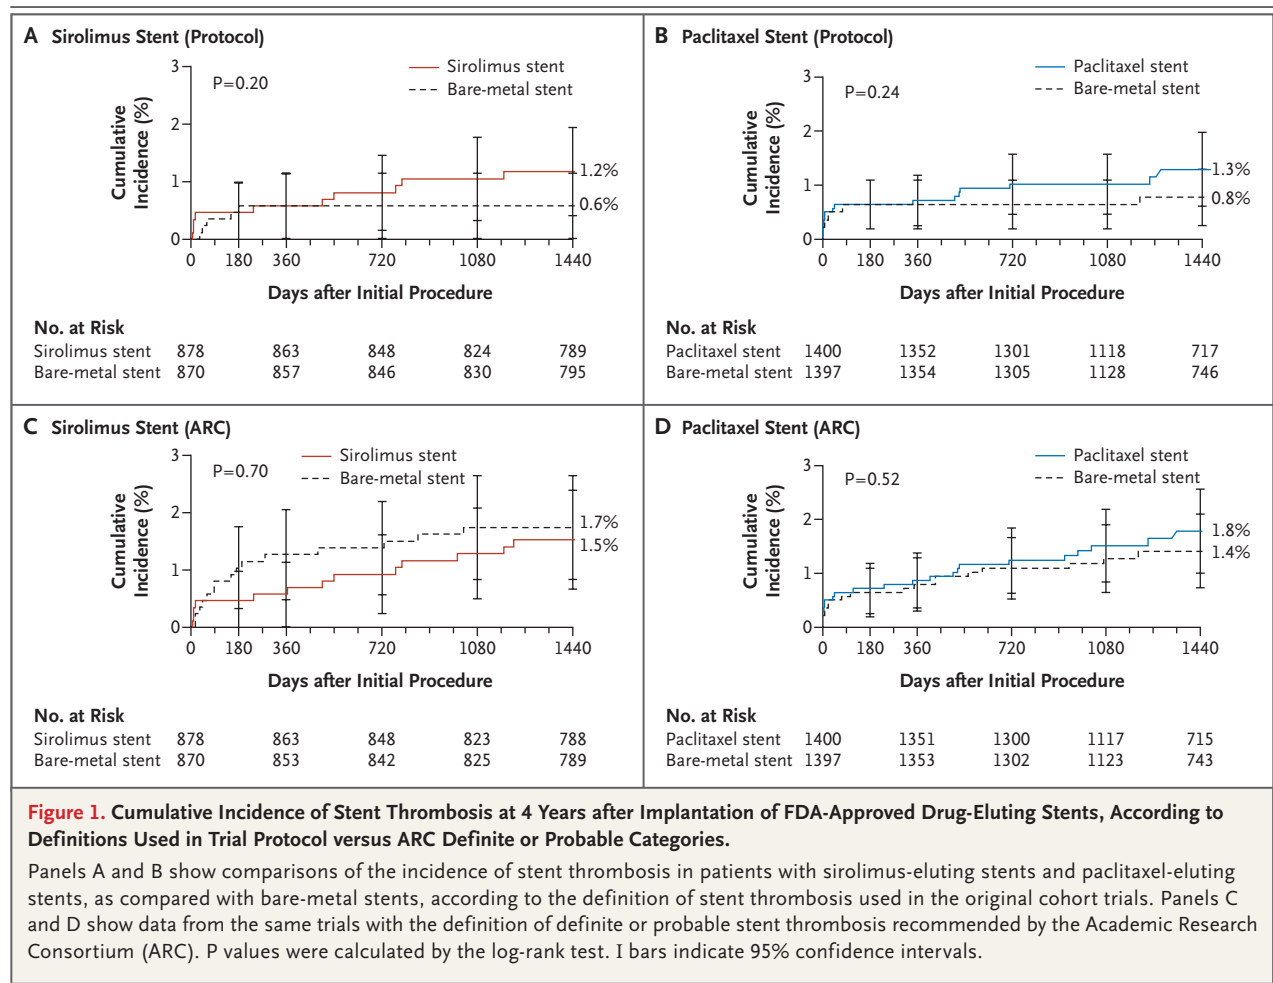 A Sirolimus Stent (Protocol)
P=0.20
Sirolimus stent
Bare-metal stent
Cumulative
Incidence (%)
3
2
1
0
1.2%
0.6%
0 180 360 720 1080 1440
Days after Initial Procedure
No. at Risk
Sirolimus stent 878 863 848 824 789
Bare-metal stent 870 857 846 830 795
B Paclitaxel Stent (Protocol)
P=0.24
Paclitaxel stent
Bare-metal stent
Cumulative
Incidence (%)
3
2
1
0
1.3%
0.8%
0 180 360 720 1080 1440
Days after Initial Procedure
No. at Risk
Paclitaxel stent 1400 1352 1301 1118 717
Bare-metal stent 1397 1354 1305 1128 746
C Sirolimus Stent (ARC)
P=0.70
Sirolimus stent
Bare-metal stent
Cumulative
Incidence (%)
3
2
1
0
1.7%
1.5%
0 180 360 720 1080 1440
Days after Initial Procedure
No. at Risk
Sirolimus stent 878 863 848 823 788
Bare-metal stent 870 853 842 825 789
D Paclitaxel Stent (ARC)
P=0.52
Paclitaxel stent
Bare-metal stent
Cumulative
Incidence (%)
3
2
1
0
1.8%
1.4%
0 180 360 720 1080 1440
Days after Initial Procedure
No. at Risk
Paclitaxel stent 1400 1351 1300 1117 715
Bare-metal stent 1397 1353 1302 1123 743
Figure 1. Cumulative Incidence of Stent Thrombosis at 4 Years after Implantation of FDA-Approved Drug-Eluting Stents, According to
Definitions Used in Trial Protocol versus ARC Definite or Probable Categories.
Panels A and B show comparisons of the incidence of stent thrombosis in patients with sirolimus-eluting stents and paclitaxel-eluting
stents, as compared with bare-metal stents, according to the definition of stent thrombosis used in the original cohort trials. Panels C
and D show data from the same trials with the definition of definite or probable stent thrombosis recommended by the Academic Research
Consortium (ARC). P values were calculated by the log-rank test. I bars indicate 95% confidence intervals.